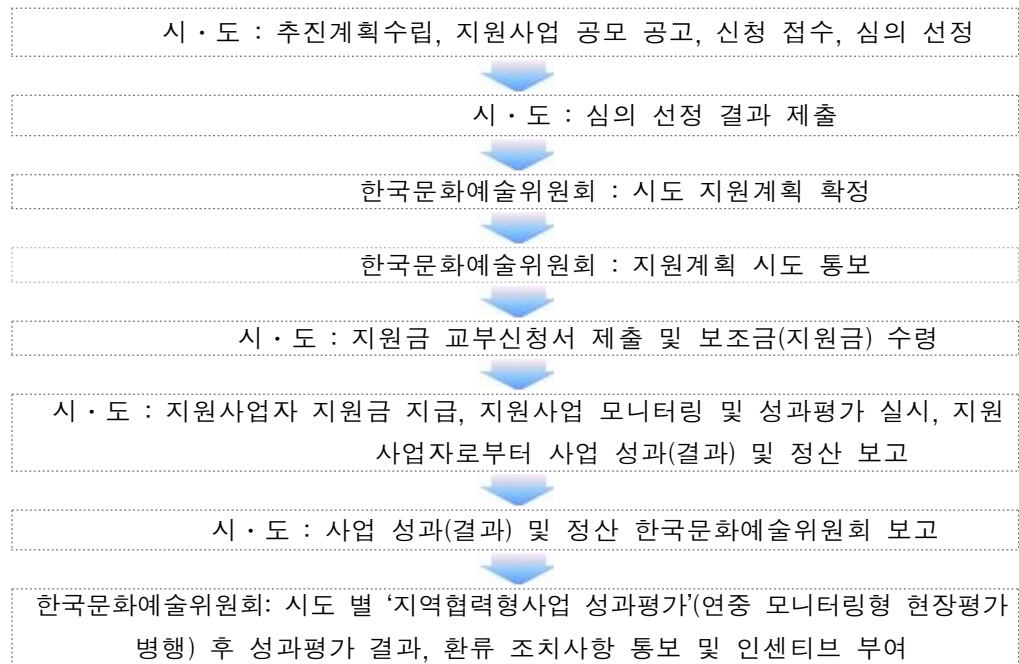 시・도 : 추진계획수립, 지원사업 공모 공고, 신청 접수, 심의 선정
시・도 : 심의 선정 결과 제출
한국문화예술위원회 : 시도 지원계획 확정
한국문화예술위원회 : 지원계획 시도 통보
시・도 : 지원금 교부신청서 제출 및 보조금(지원금) 수령
시・도 : 지원사업자 지원금 지급, 지원사업 모니터링 및 성과평가 실시, 지원
사업자로부터 사업 성과(결과) 및 정산 보고
시・도 : 사업 성과(결과) 및 정산 한국문화예술위원회 보고
한국문화예술위원회: 시도 별 ‘지역협력형사업 성과평가’(연중 모니터링형 현장평가
병행) 후 성과평가 결과, 환류 조치사항 통보 및 인센티브 부여